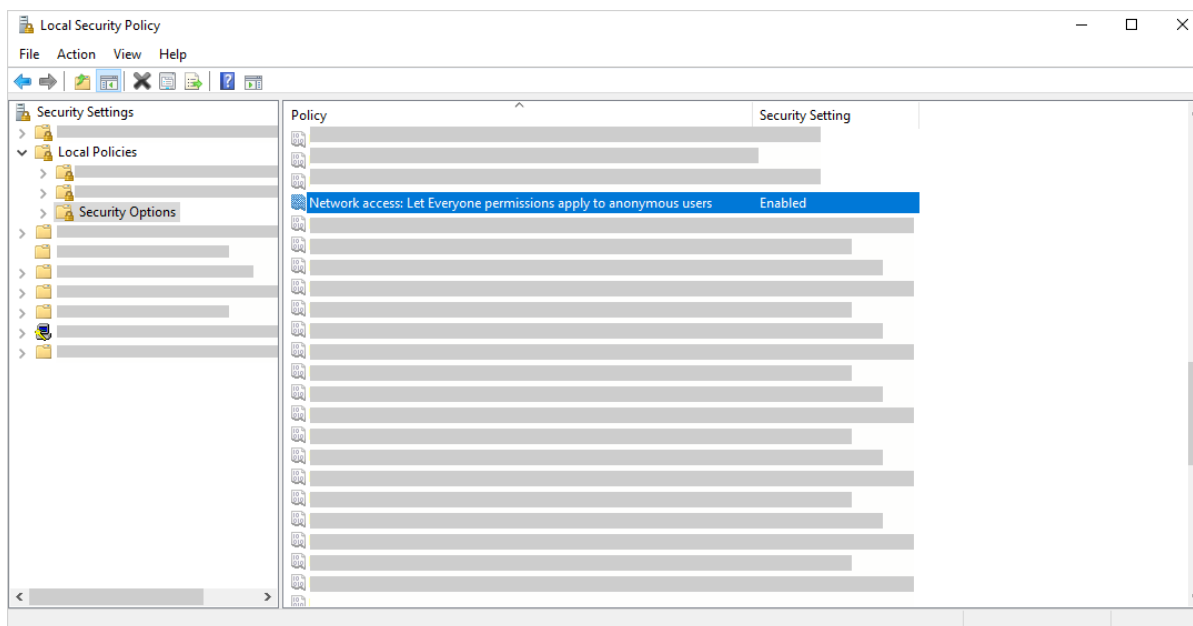 Local Security Policy
File Action View Help
Security Settings
Local Policies
Security Options
Policy Security Setting
Network access: Let Everyone permissions apply to anonymous users Enabled